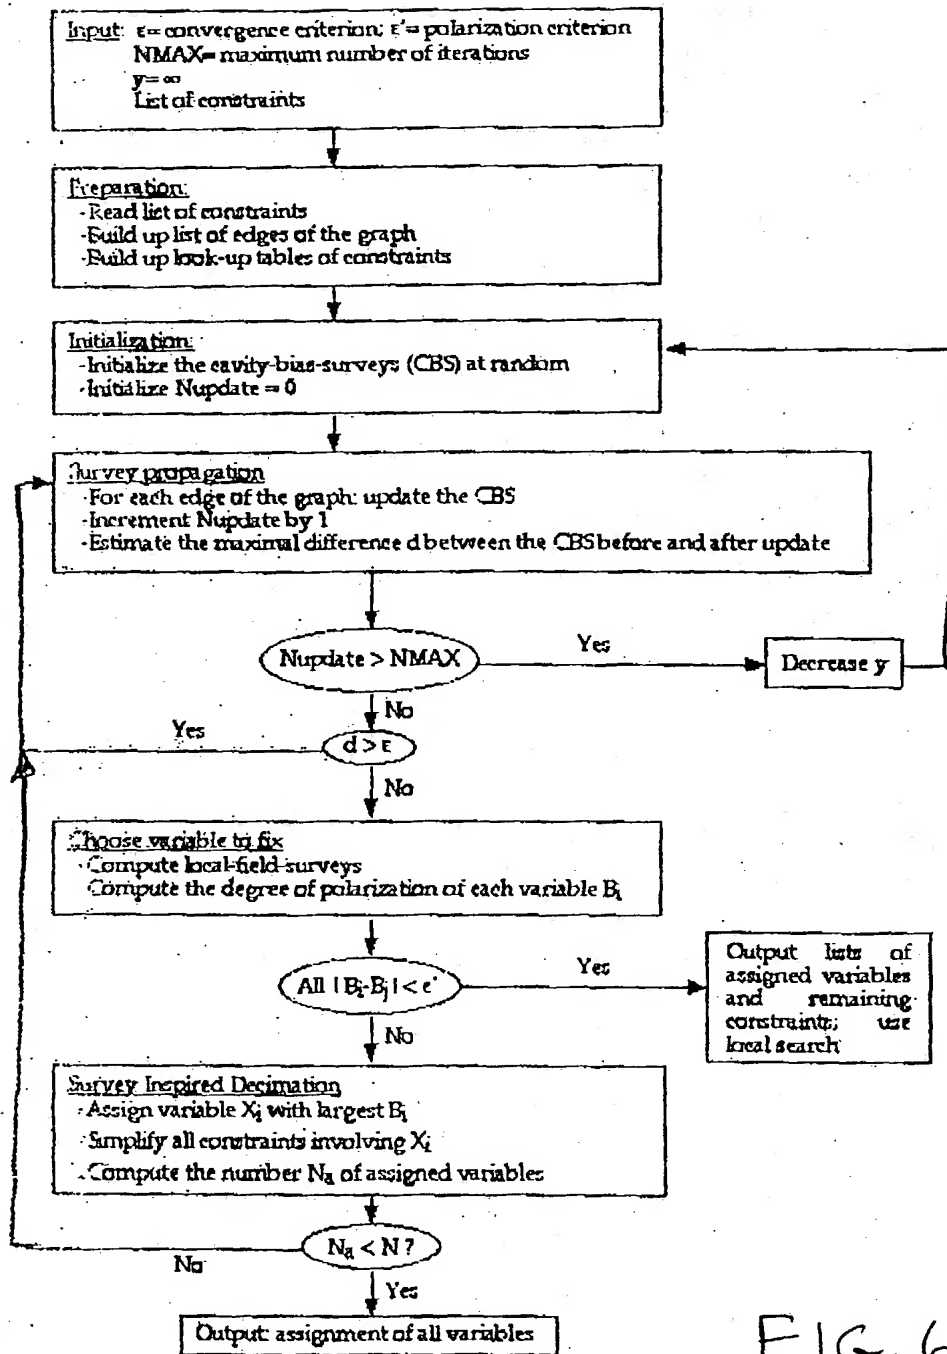 Input: ε=convergence criterion; ε'=polarization criterion
NMAX=maximum number of iterations
y=∞
List of constraints
Preparation:
-Read list of constraints
-Build up list of edges of the graph
-Build up look-up tables of constraints
Initialization:
-Initialize the cavity-bias-surveys (CBS) at random
-Initialize Nupdate = 0
Survey propagation
-For each edge of the graph: update the CBS
-Increment Nupdate by 1
-Estimate the maximal difference d between the CBS before and after update
Nupdate > NMAX
Yes
Decrease y
No
Yes
d > ε
No
Choose variable to fix
-Compute local-field-surveys
Compute the degree of polarization of each variable Bi
All |Bi-Bj| < e'
Yes
Output lists of
assigned variables
and remaining
constraints; use
local search
No
Survey Inspired Decimation
-Assign variable Xi with largest Bi
-Simplify all constraints involving Xi
-Compute the number Na of assigned variables
Na < N ?
No
Yes
Output: assignment of all variables
FIG. 6